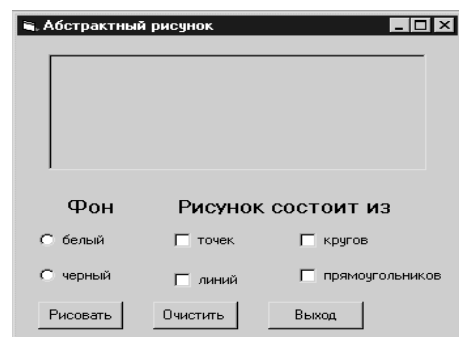 Абстрактный рисунок
Фон Рисунок состоит из
белый точек кругов
черный линий прямоугольников
Рисовать Очистить Выход